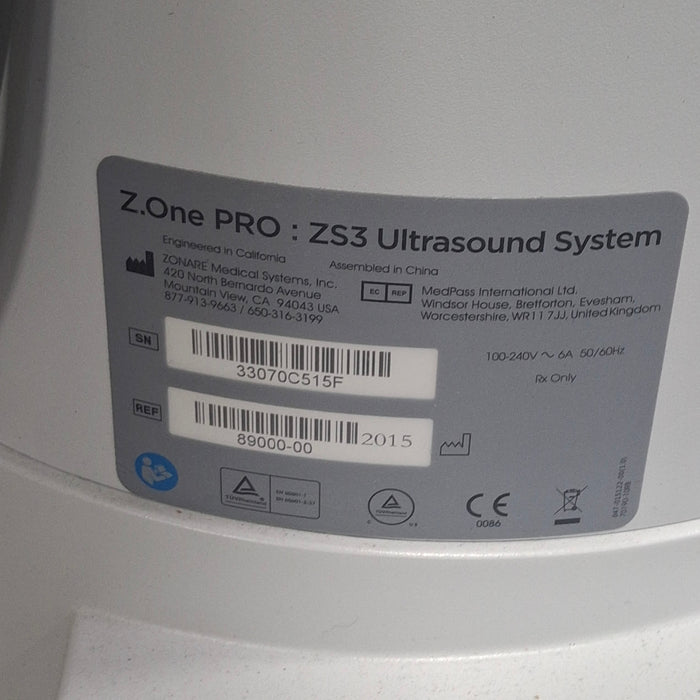 Z.One PRO : ZS3 Ultrasound System
Engineered in California
Assembled in China
ZONARE Medical Systems, Inc.
420 North Bernardo Avenue
Mountain View, CA 94043 USA
877-913-9663 / 650-316-3199
EC REP
MedPass International Ltd.
Windsor House, Bretforton, Evesham,
Worcestershire, WR11 7JJ, United Kingdom
SN
33070C515F
100-240V ~ 6A 50/60Hz
Rx Only
REF
89000-00
2015
TÜVRheinland
C US
CE
0086